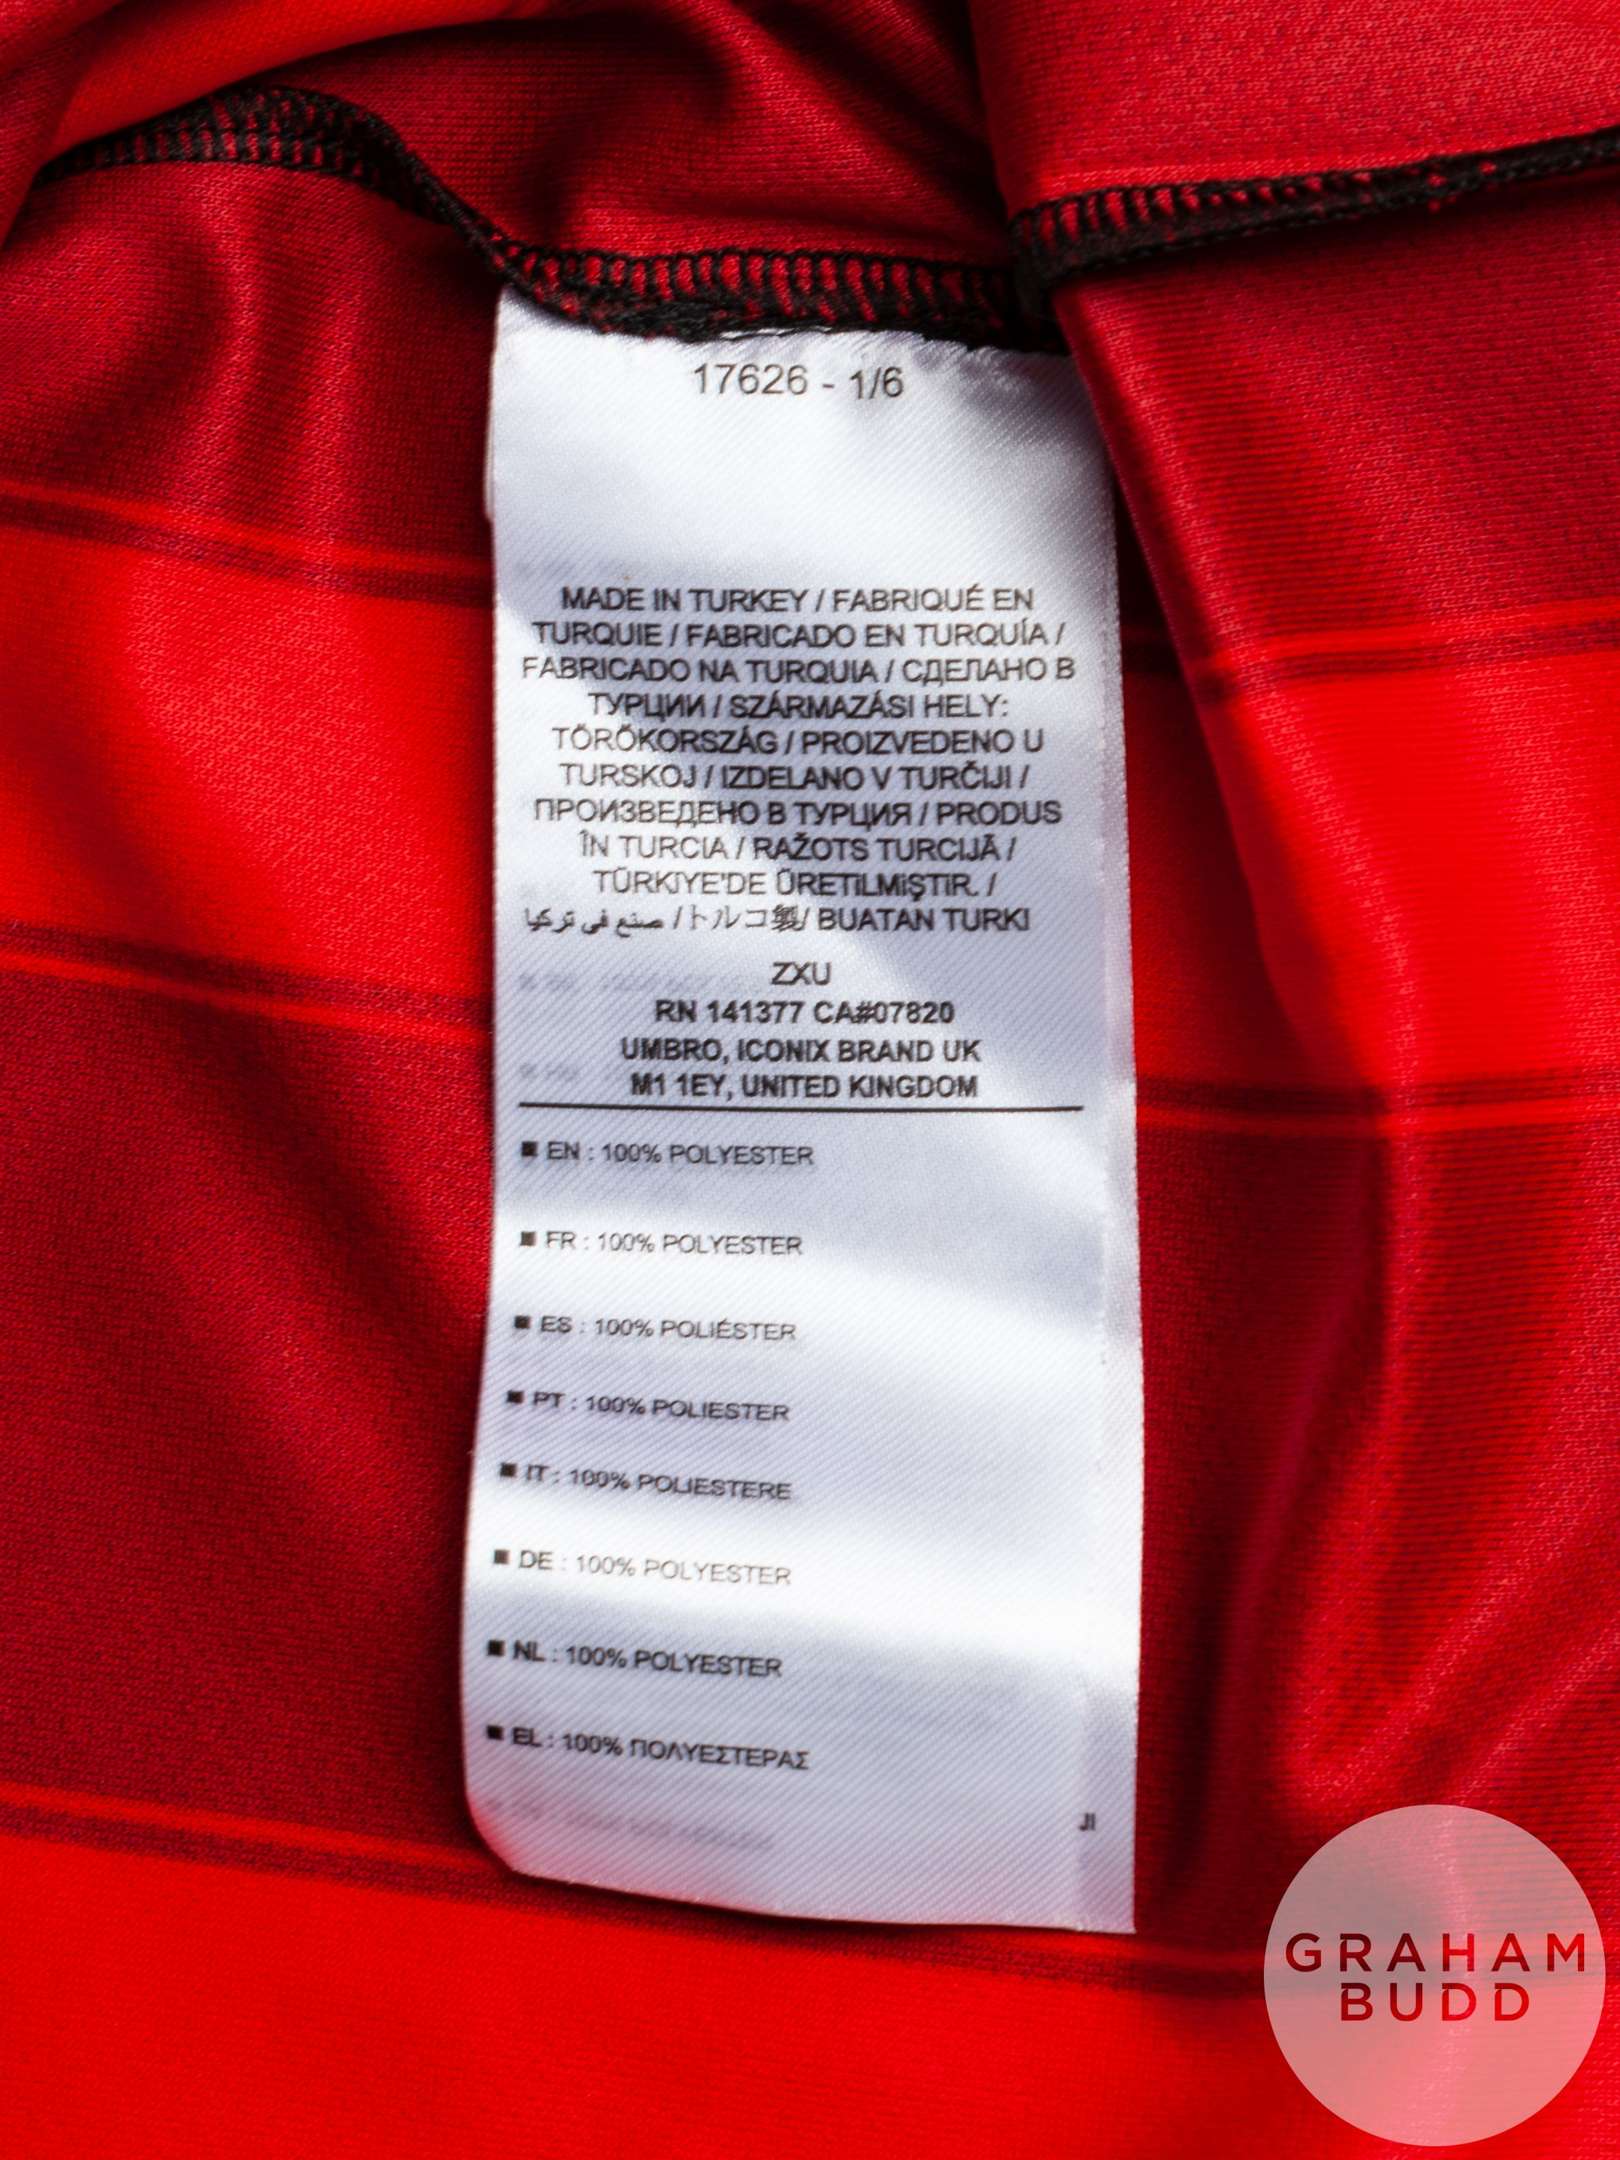 17626 - 1/6
MADE IN TURKEY / FABRIQUÉ EN
TURQUIE / FABRICADO EN TURQUÍA /
FABRICADO NA TURQUIA / СДЕЛАНО В
ТУРЦИИ / SZÁRMAZÁSI HELY:
TÖRÖKORSZÁG / PROIZVEDENO U
TURSKOJ / IZDELANO V TURČIJI /
ПРОИЗВЕДЕНО В ТУРЦИЯ / PRODUS
ÎN TURCIA / RAŽOTS TURCIJĀ /
TÜRKIYE'DE ÜRETİLMİŞTIR. /
صنع في تركيا /トルコ製/ BUATAN TURKI
ZXU
RN 141377 CA#07820
UMBRO, ICONIX BRAND UK
M1 1EY, UNITED KINGDOM
■ EN : 100% POLYESTER
■ FR : 100% POLYESTER
■ ES : 100% POLIÉSTER
■ PT : 100% POLIESTER
■ IT : 100% POLIESTERE
■ DE : 100% POLYESTER
■ NL : 100% POLYESTER
■ EL : 100% ΠΟΛΥΕΣΤΕΡΑΣ
JI
GRAHAM
BUDD